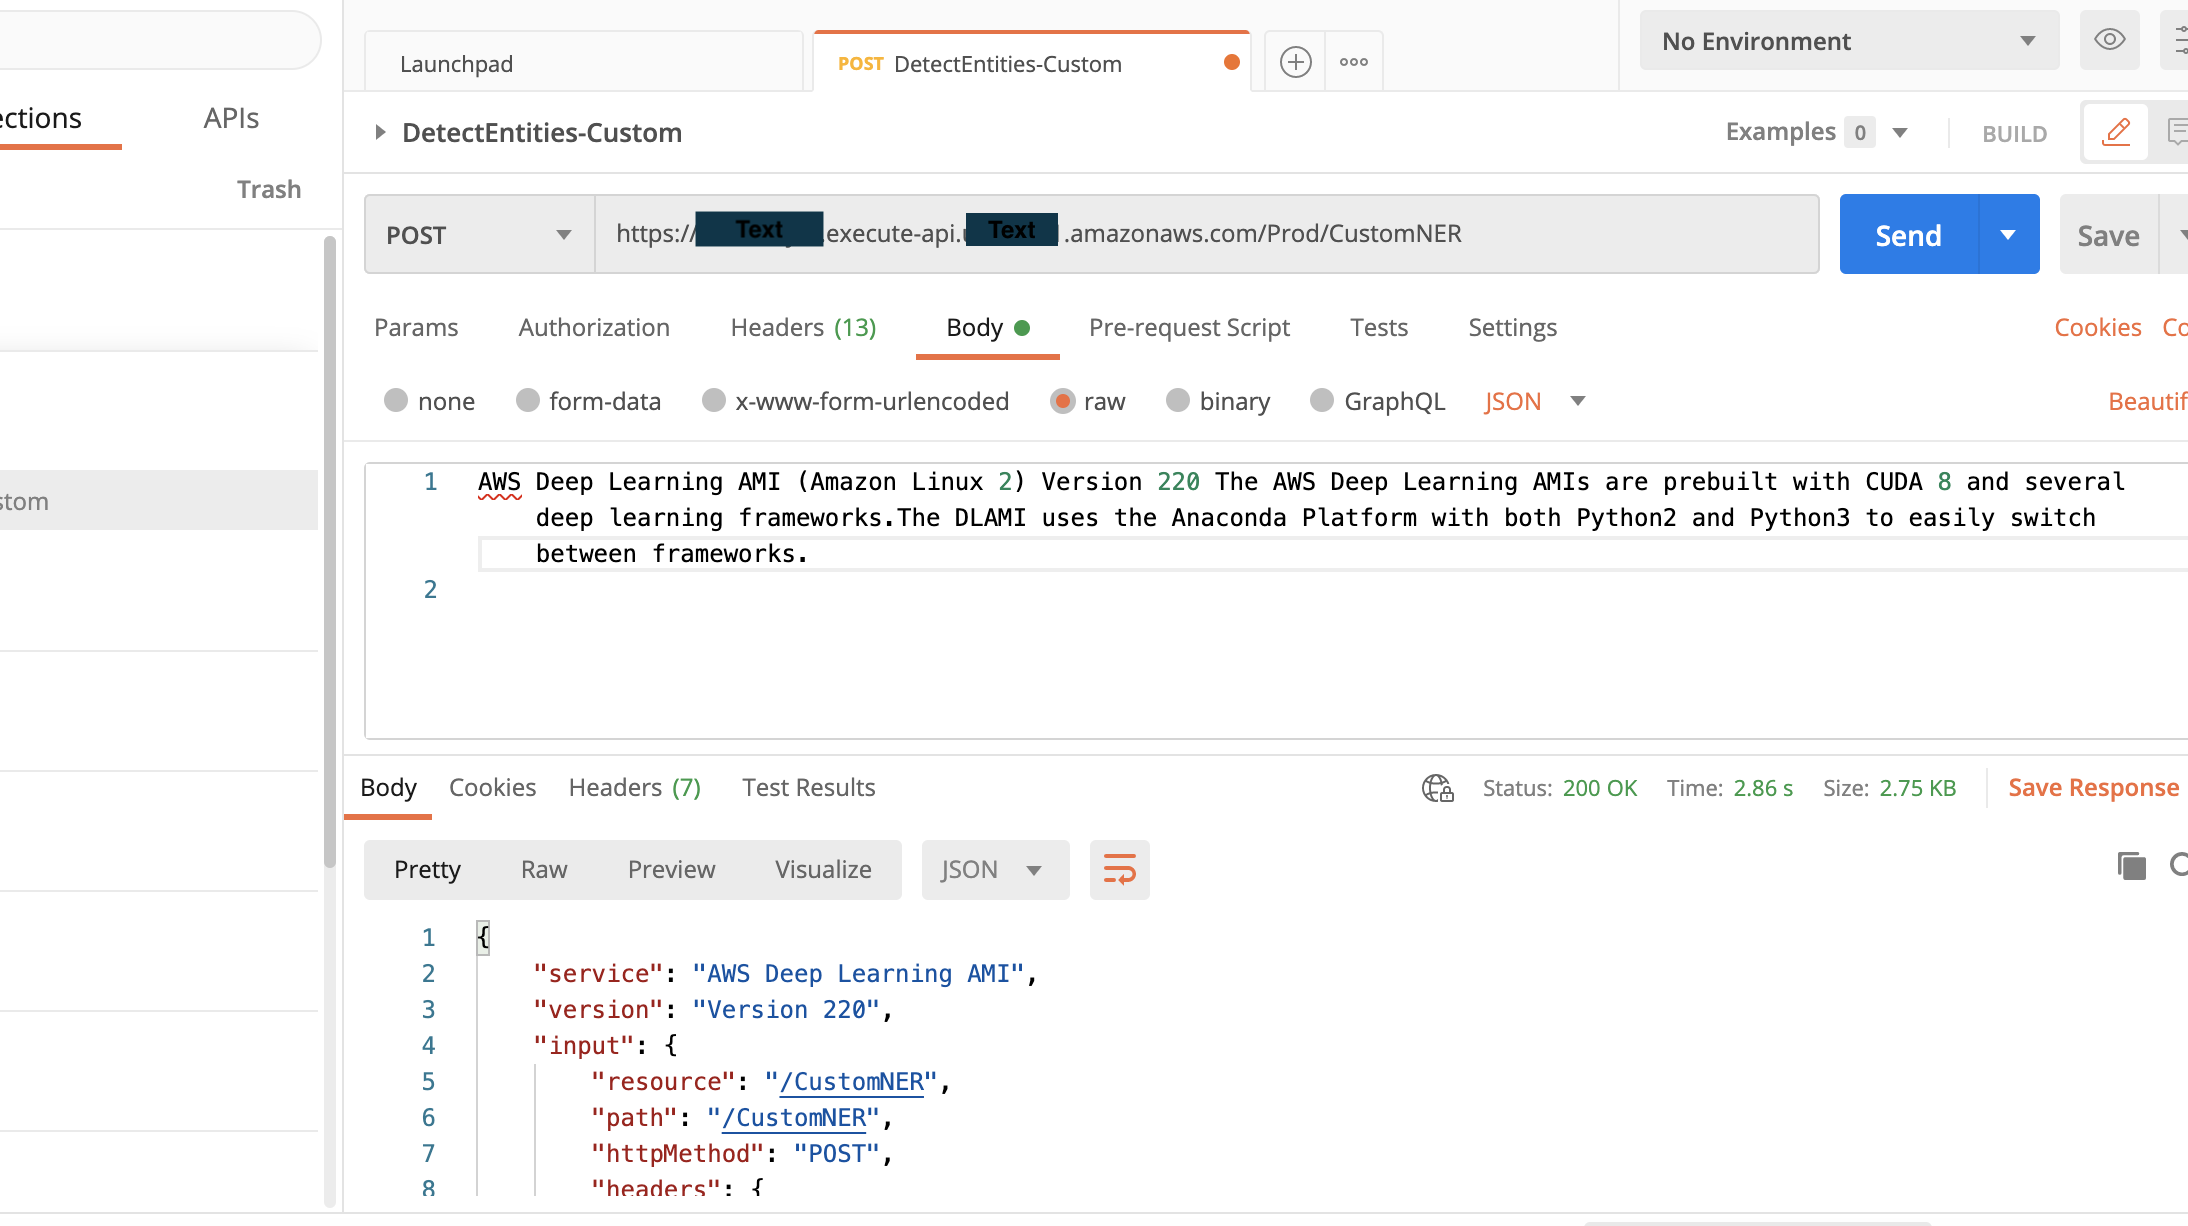 No Environment
Launchpad
POST DetectEntities-Custom
APIs
DetectEntities-Custom
Examples 0
BUILD
Trash
POST
https://Text.execute-api.Text1.amazonaws.com/Prod/CustomNER
Send
Save
Params Authorization Headers (13) Body Pre-request Script Tests Settings Cookies
none form-data x-www-form-urlencoded raw binary GraphQL JSON
1 AWS Deep Learning AMI (Amazon Linux 2) Version 220 The AWS Deep Learning AMIs are prebuilt with CUDA 8 and several
deep learning frameworks.The DLAMI uses the Anaconda Platform with both Python2 and Python3 to easily switch
between frameworks.
2
Body Cookies Headers (7) Test Results Status: 200 OK Time: 2.86 s Size: 2.75 KB Save Response
Pretty Raw Preview Visualize JSON
1 {
2 "service": "AWS Deep Learning AMI",
3 "version": "Version 220",
4 "input": {
5 "resource": "/CustomNER",
6 "path": "/CustomNER",
7 "httpMethod": "POST",
8 "headers": {